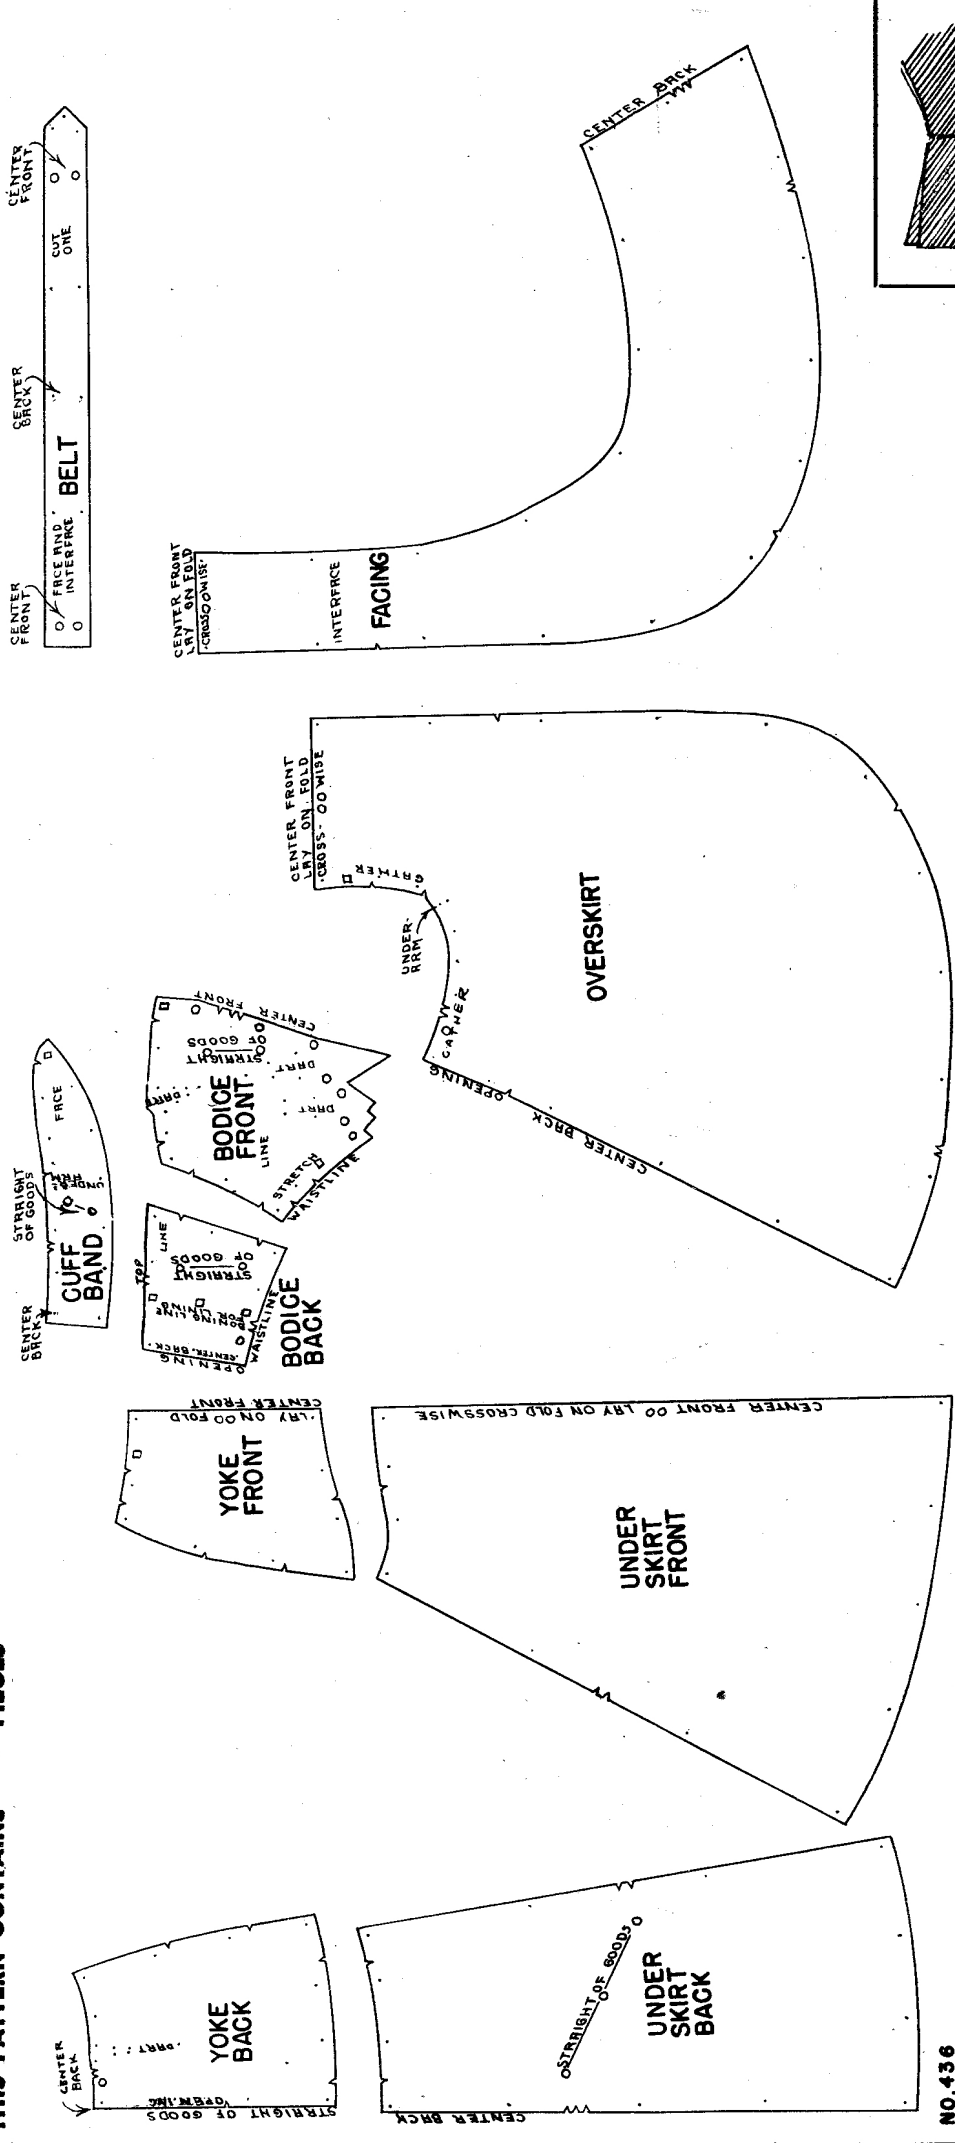 THIS PATTERN CONTAINS PIECES
CENTER
BACK
STRAIGHT OF GOODS
OPENING
DART
YOKE
BACK
CENTER BACK
STRAIGHT OF GOODS
UNDER
SKIRT
BACK
NO. 436
CENTER FRONT
LAY ON FOLD
YOKE
FRONT
CENTER FRONT LAY ON FOLD CROSSWISE
UNDER
SKIRT
FRONT
CENTER
BACK
STRAIGHT
OF GOODS
CUFF
BAND
UNDER
ARM
FACE
TOP
LINE
STRAIGHT
OF GOODS
BONING LINE
FOR LINING
CENTER BACK
OPENING
WAISTLINE
BODICE
BACK
CENTER FRONT
STRAIGHT
OF GOODS
DART
DART
DART
BODICE
FRONT
LINE
STRETCH
WAISTLINE
CENTER FRONT
LAY ON FOLD
CROSS-WISE
GATHER
UNDER-
ARM
GATHER
OPENING
CENTER BACK
OVERSKIRT
CENTER
FRONT
FACE AND
INTERFACE
BELT
CENTER
BACK
CUT
ONE
CENTER
FRONT
CENTER FRONT
LAY ON FOLD
CROSSWISE
INTERFACE
FACING
CENTER BACK